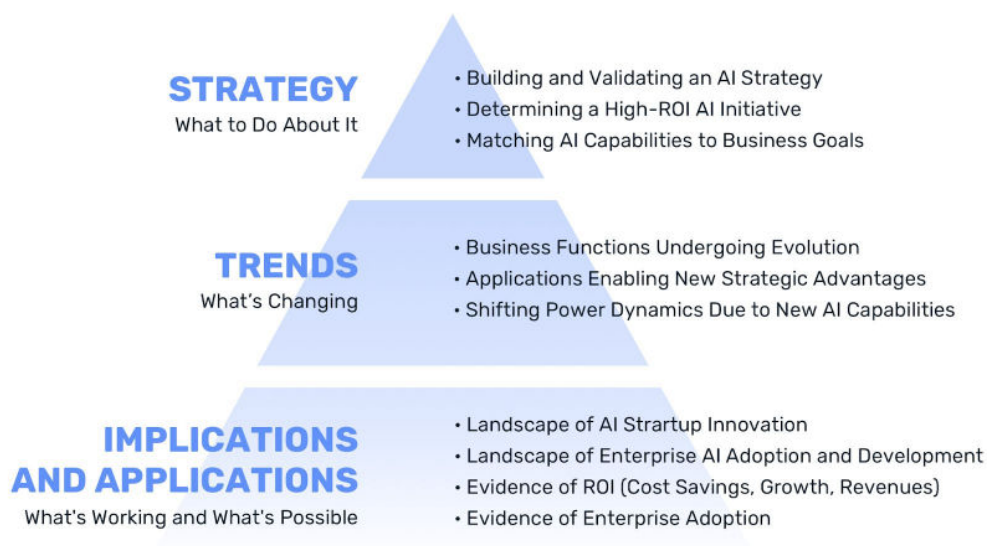 STRATEGY
What to Do About It
• Building and Validating an AI Strategy
• Determining a High-ROI AI Initiative
• Matching AI Capabilities to Business Goals
TRENDS
What’s Changing
• Business Functions Undergoing Evolution
• Applications Enabling New Strategic Advantages
• Shifting Power Dynamics Due to New AI Capabilities
IMPLICATIONS
AND APPLICATIONS
What's Working and What's Possible
• Landscape of AI Strartup Innovation
• Landscape of Enterprise AI Adoption and Development
• Evidence of ROI (Cost Savings, Growth, Revenues)
• Evidence of Enterprise Adoption